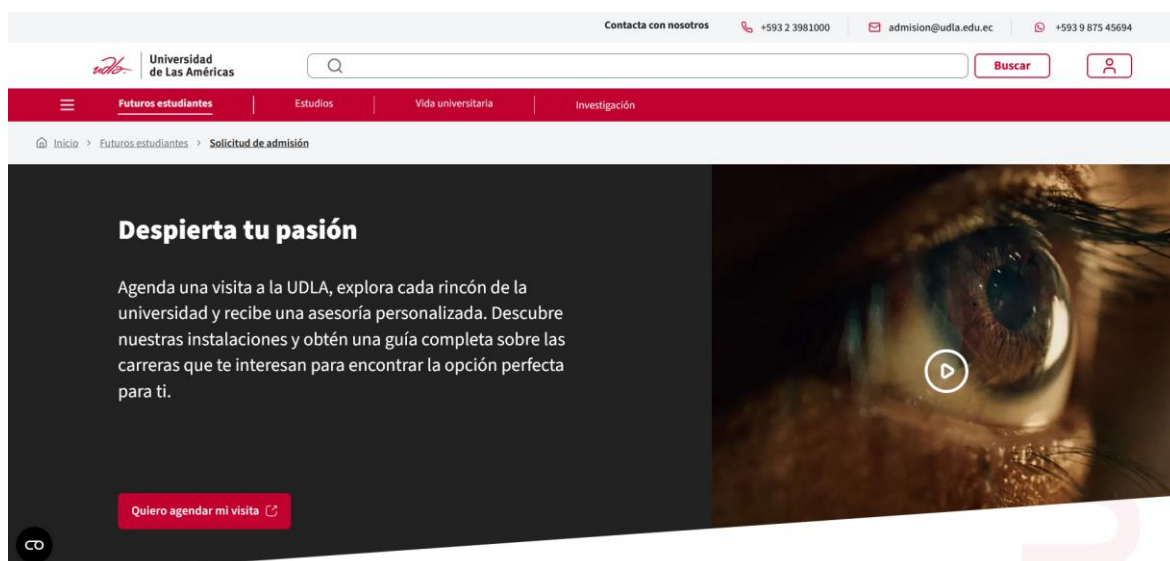 Contacta con nosotros +593 2 3981000 admision@udla.edu.ec +593 9 875 45694
udla- Universidad
de Las Américas
Buscar
Futuros estudiantes Estudios Vida universitaria Investigación
Inicio > Futuros estudiantes > Solicitud de admisión
Despierta tu pasión
Agenda una visita a la UDLA, explora cada rincón de la
universidad y recibe una asesoría personalizada. Descubre
nuestras instalaciones y obtén una guía completa sobre las
carreras que te interesan para encontrar la opción perfecta
para ti.
Quiero agendar mi visita